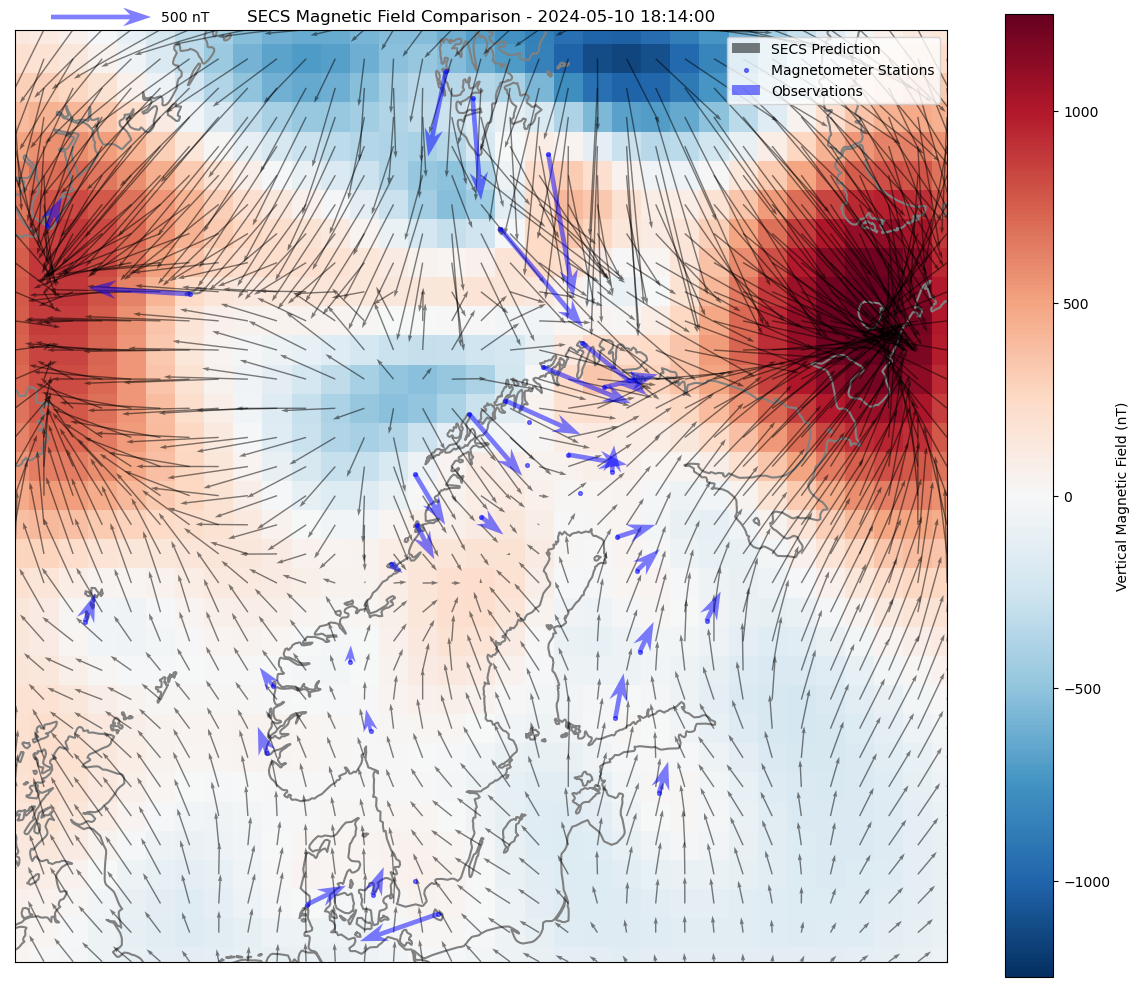 500 nT
SECS Magnetic Field Comparison - 2024-05-10 18:14:00
SECS Prediction
Magnetometer Stations
Observations
1000
500
0
−500
−1000
Vertical Magnetic Field (nT)